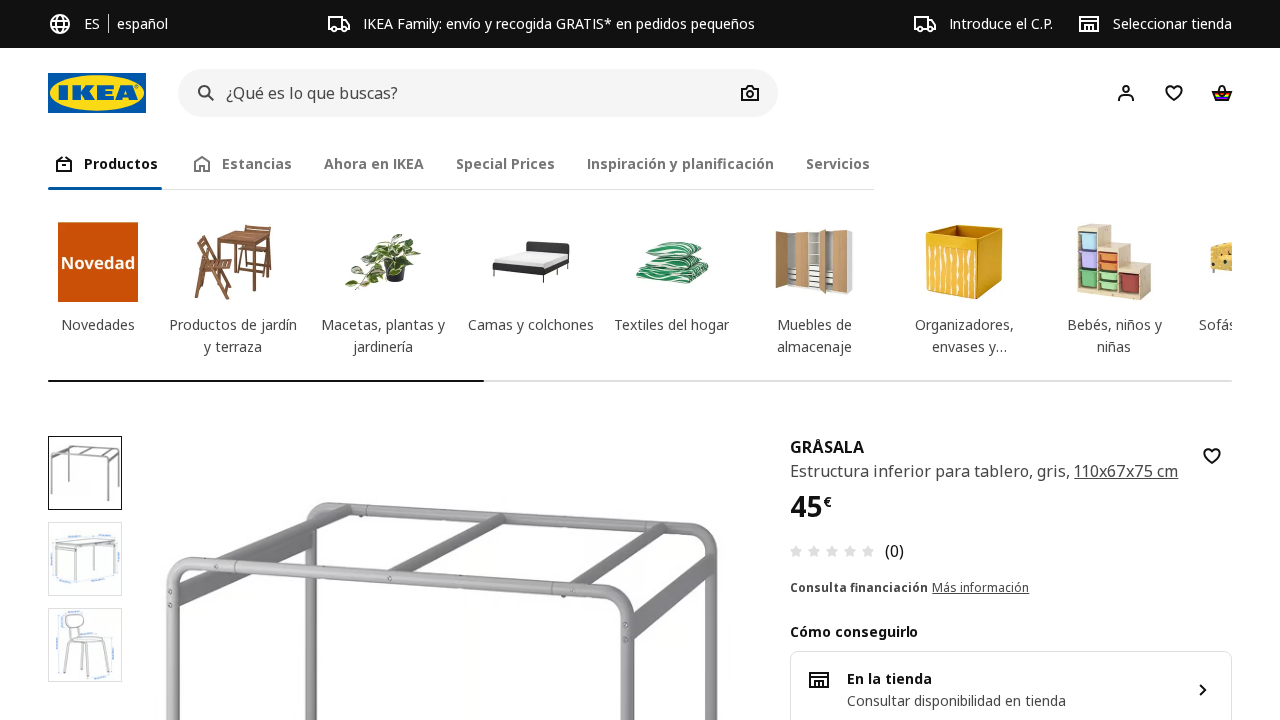 ES
español
IKEA Family: envío y recogida GRATIS* en pedidos pequeños
Introduce el C.P.
Seleccionar tienda
IKEA
¿Qué es lo que buscas?
Productos
Estancias
Ahora en IKEA
Special Prices
Inspiración y planificación
Servicios
Novedad
Novedades
Productos de jardín
y terraza
Macetas, plantas y
jardinería
Camas y colchones
Textiles del hogar
Muebles de
almacenaje
Organizadores,
envases y…
Bebés, niños y
niñas
GRÅSALA
Estructura inferior para tablero, gris, 110x67x75 cm
45€
(0)
Consulta financiación Más información
Cómo conseguirlo
En la tienda
Consultar disponibilidad en tienda